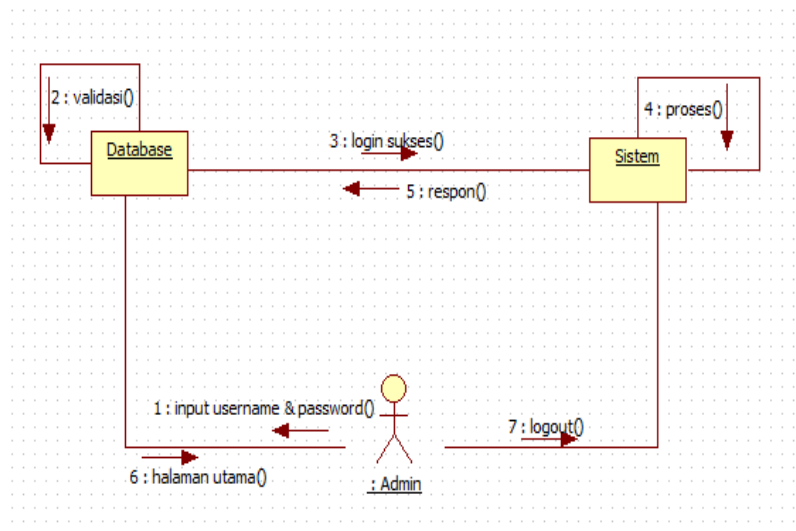 2 : validasi()
4 : proses()
3 : login sukses()
Database
Sistem
5 : respon()
1 : input username & password()
7 : logout()
6 : halaman utama()
: Admin